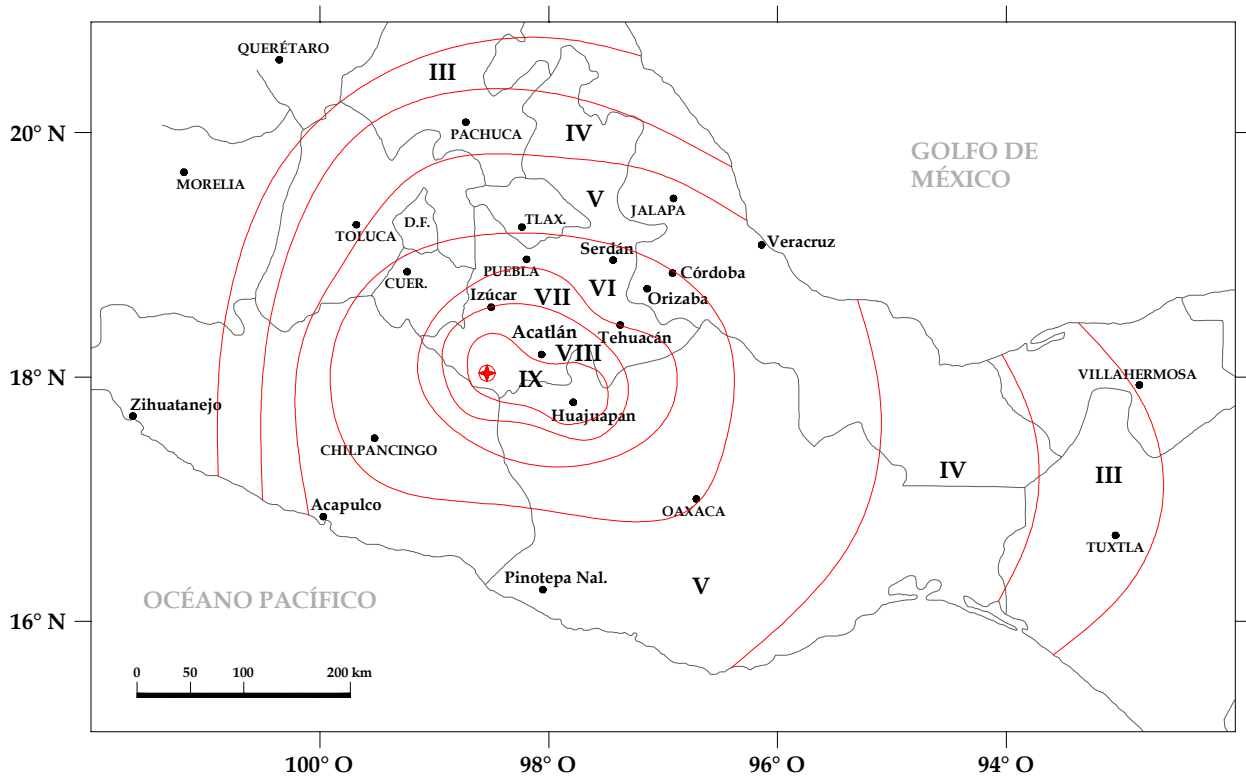 QUERÉTARO
III
20° N
PACHUCA
IV
GOLFO DE
MÉXICO
MORELIA
V
JALAPA
TOLUCA
D.F.
TLAX.
Serdán
Veracruz
CUER.
PUEBLA
Córdoba
Izúcar
VII
VI
Orizaba
Acatlán
Tehuacán
VIII
18° N
IX
VILLAHERMOSA
Zihuatanejo
Huajuapan
CHILPANCINGO
IV
III
Acapulco
OAXACA
TUXTLA
Pinotepa Nal.
V
OCÉANO PACÍFICO
16° N
0 50 100 200 km
100° O 98° O 96° O 94° O